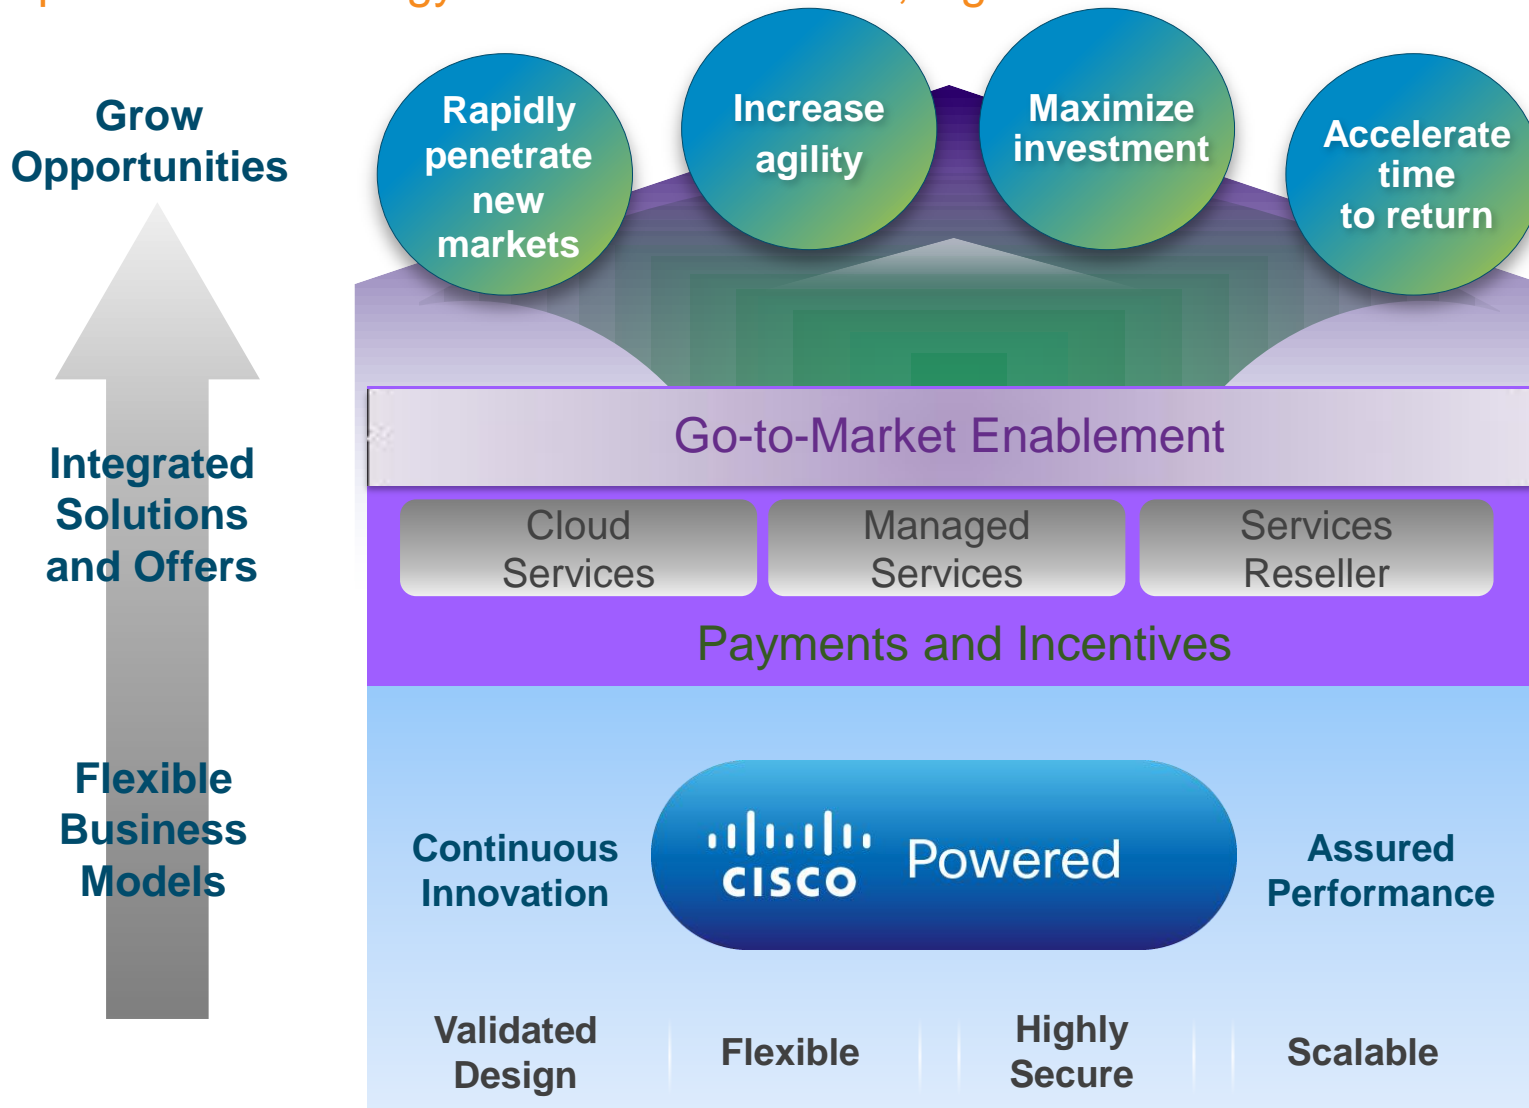 Grow
Opportunities
Rapidly
penetrate
new
markets
Increase
agility
Maximize
investment
Accelerate
time
to return
Integrated
Solutions
and Offers
Go-to-Market Enablement
Cloud
Services
Managed
Services
Services
Reseller
Payments and Incentives
Flexible
Business
Models
Continuous
Innovation
CISCO Powered
Assured
Performance
Validated
Design
Flexible
Highly
Secure
Scalable